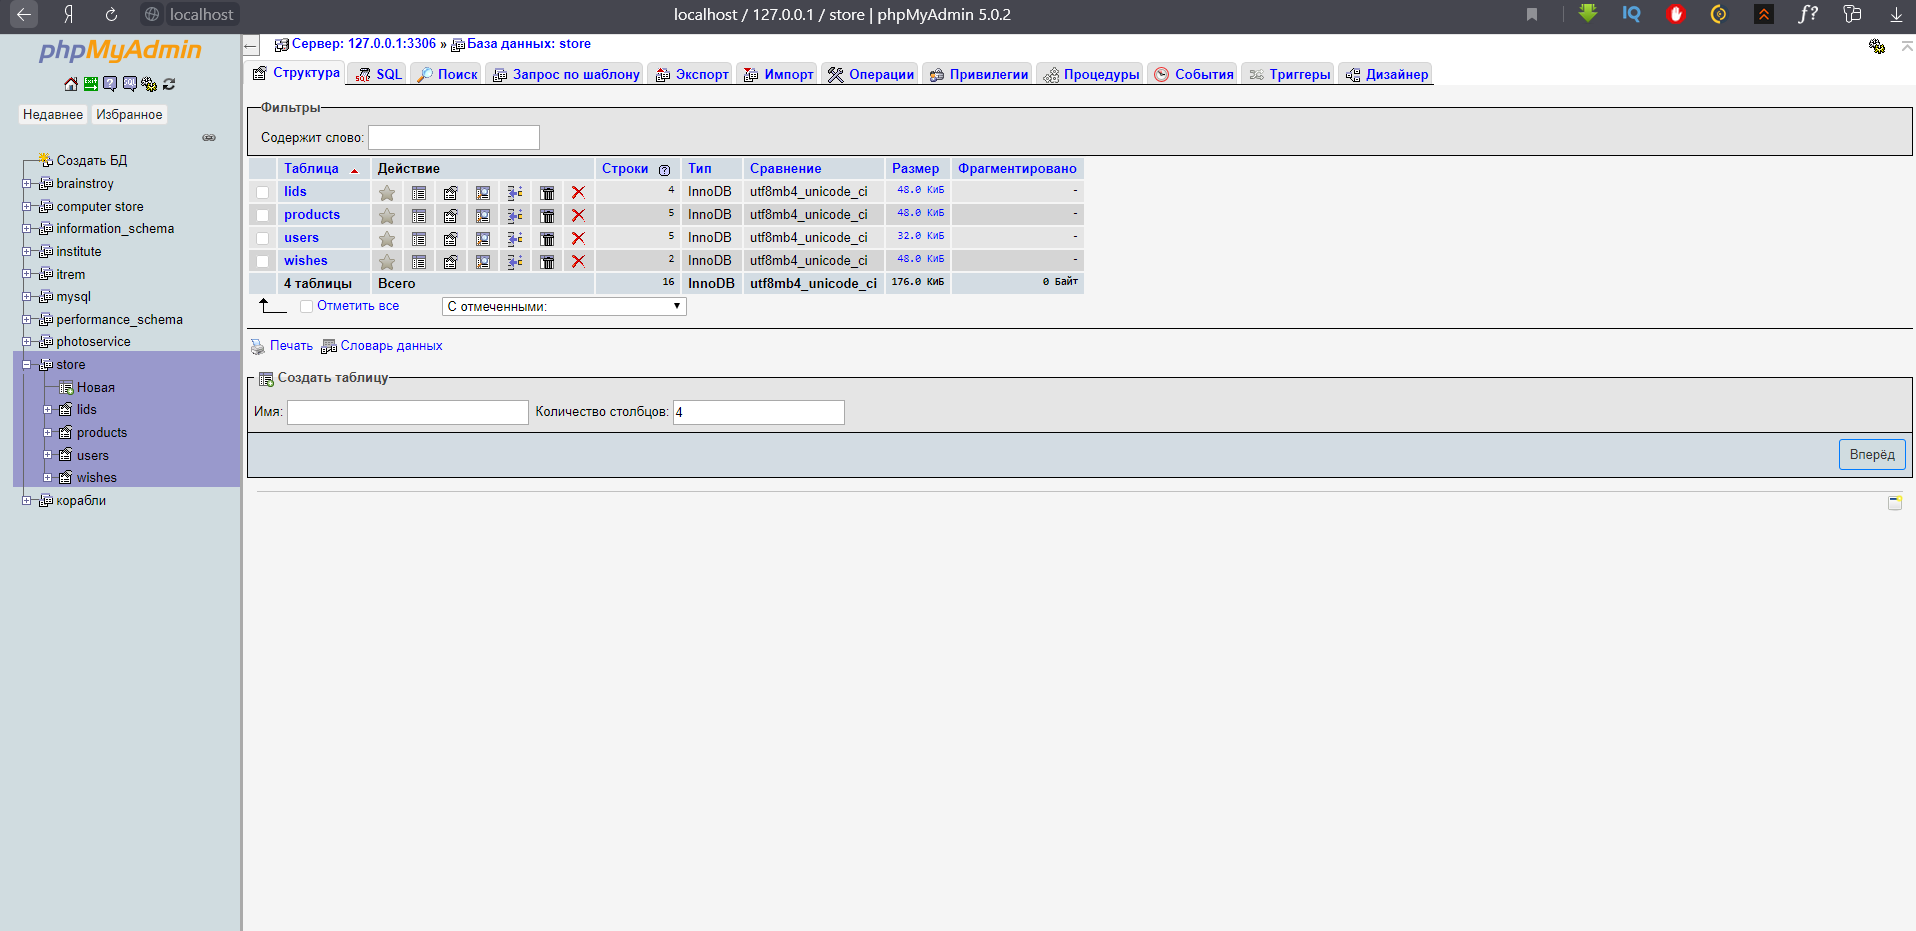 localhost
localhost / 127.0.0.1 / store | phpMyAdmin 5.0.2
IQ
f?
phpMyAdmin
Недавнее Избранное
Создать БД
brainstroy
computer store
information_schema
institute
itrem
mysql
performance_schema
photoservice
store
Новая
lids
products
users
wishes
корабли
Сервер: 127.0.0.1:3306 » База данных: store
Структура SQL Поиск Запрос по шаблону Экспорт Импорт Операции Привилегии Процедуры События Триггеры Дизайнер
Фильтры
Содержит слово:
Таблица Действие Строки Тип Сравнение Размер Фрагментировано
lids 4 InnoDB utf8mb4_unicode_ci 48.0 КиБ -
products 5 InnoDB utf8mb4_unicode_ci 48.0 КиБ -
users 5 InnoDB utf8mb4_unicode_ci 32.0 КиБ -
wishes 2 InnoDB utf8mb4_unicode_ci 48.0 КиБ -
4 таблицы Всего 16 InnoDB utf8mb4_unicode_ci 176.0 КиБ 0 Байт
Отметить все С отмеченными:
Печать Словарь данных
Создать таблицу
Имя: Количество столбцов: 4
Вперёд